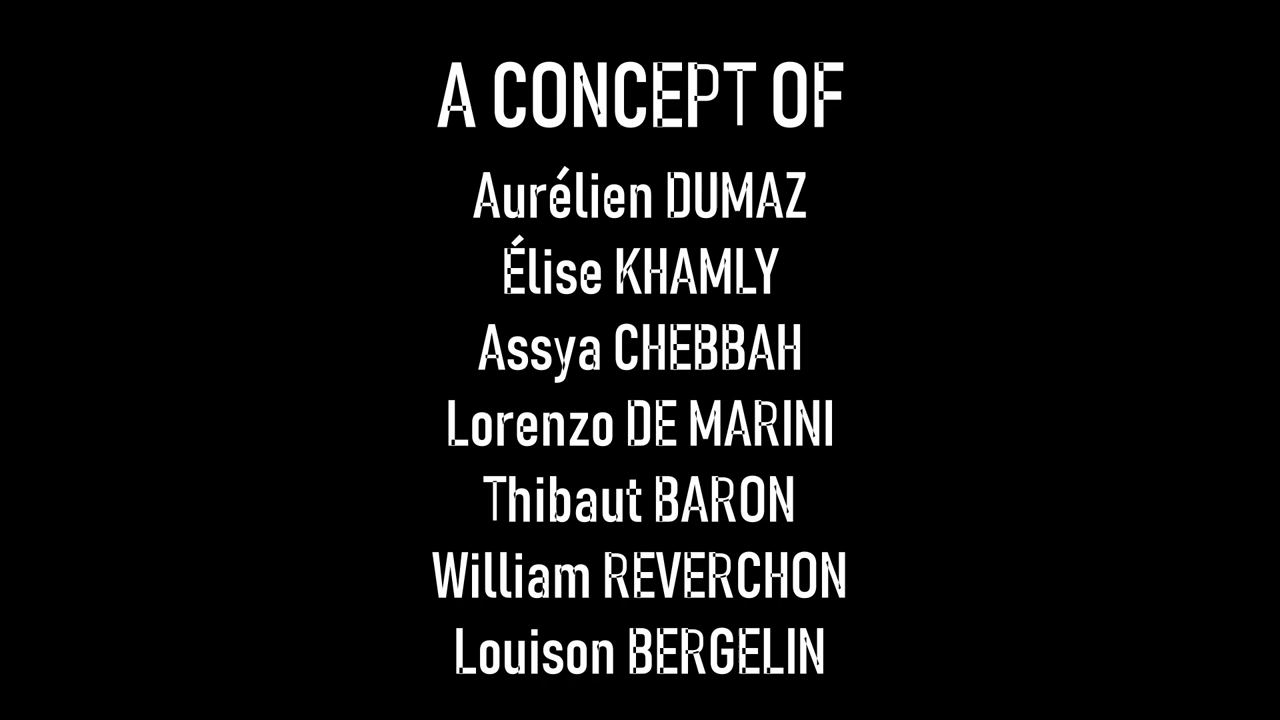 A CONCEPT OF
Aurélien DUMAZ
Élise KHAMLY
Assya CHEBBAH
Lorenzo DE MARINI
Thibaut BARON
William REVERCHON
Louison BERGELIN